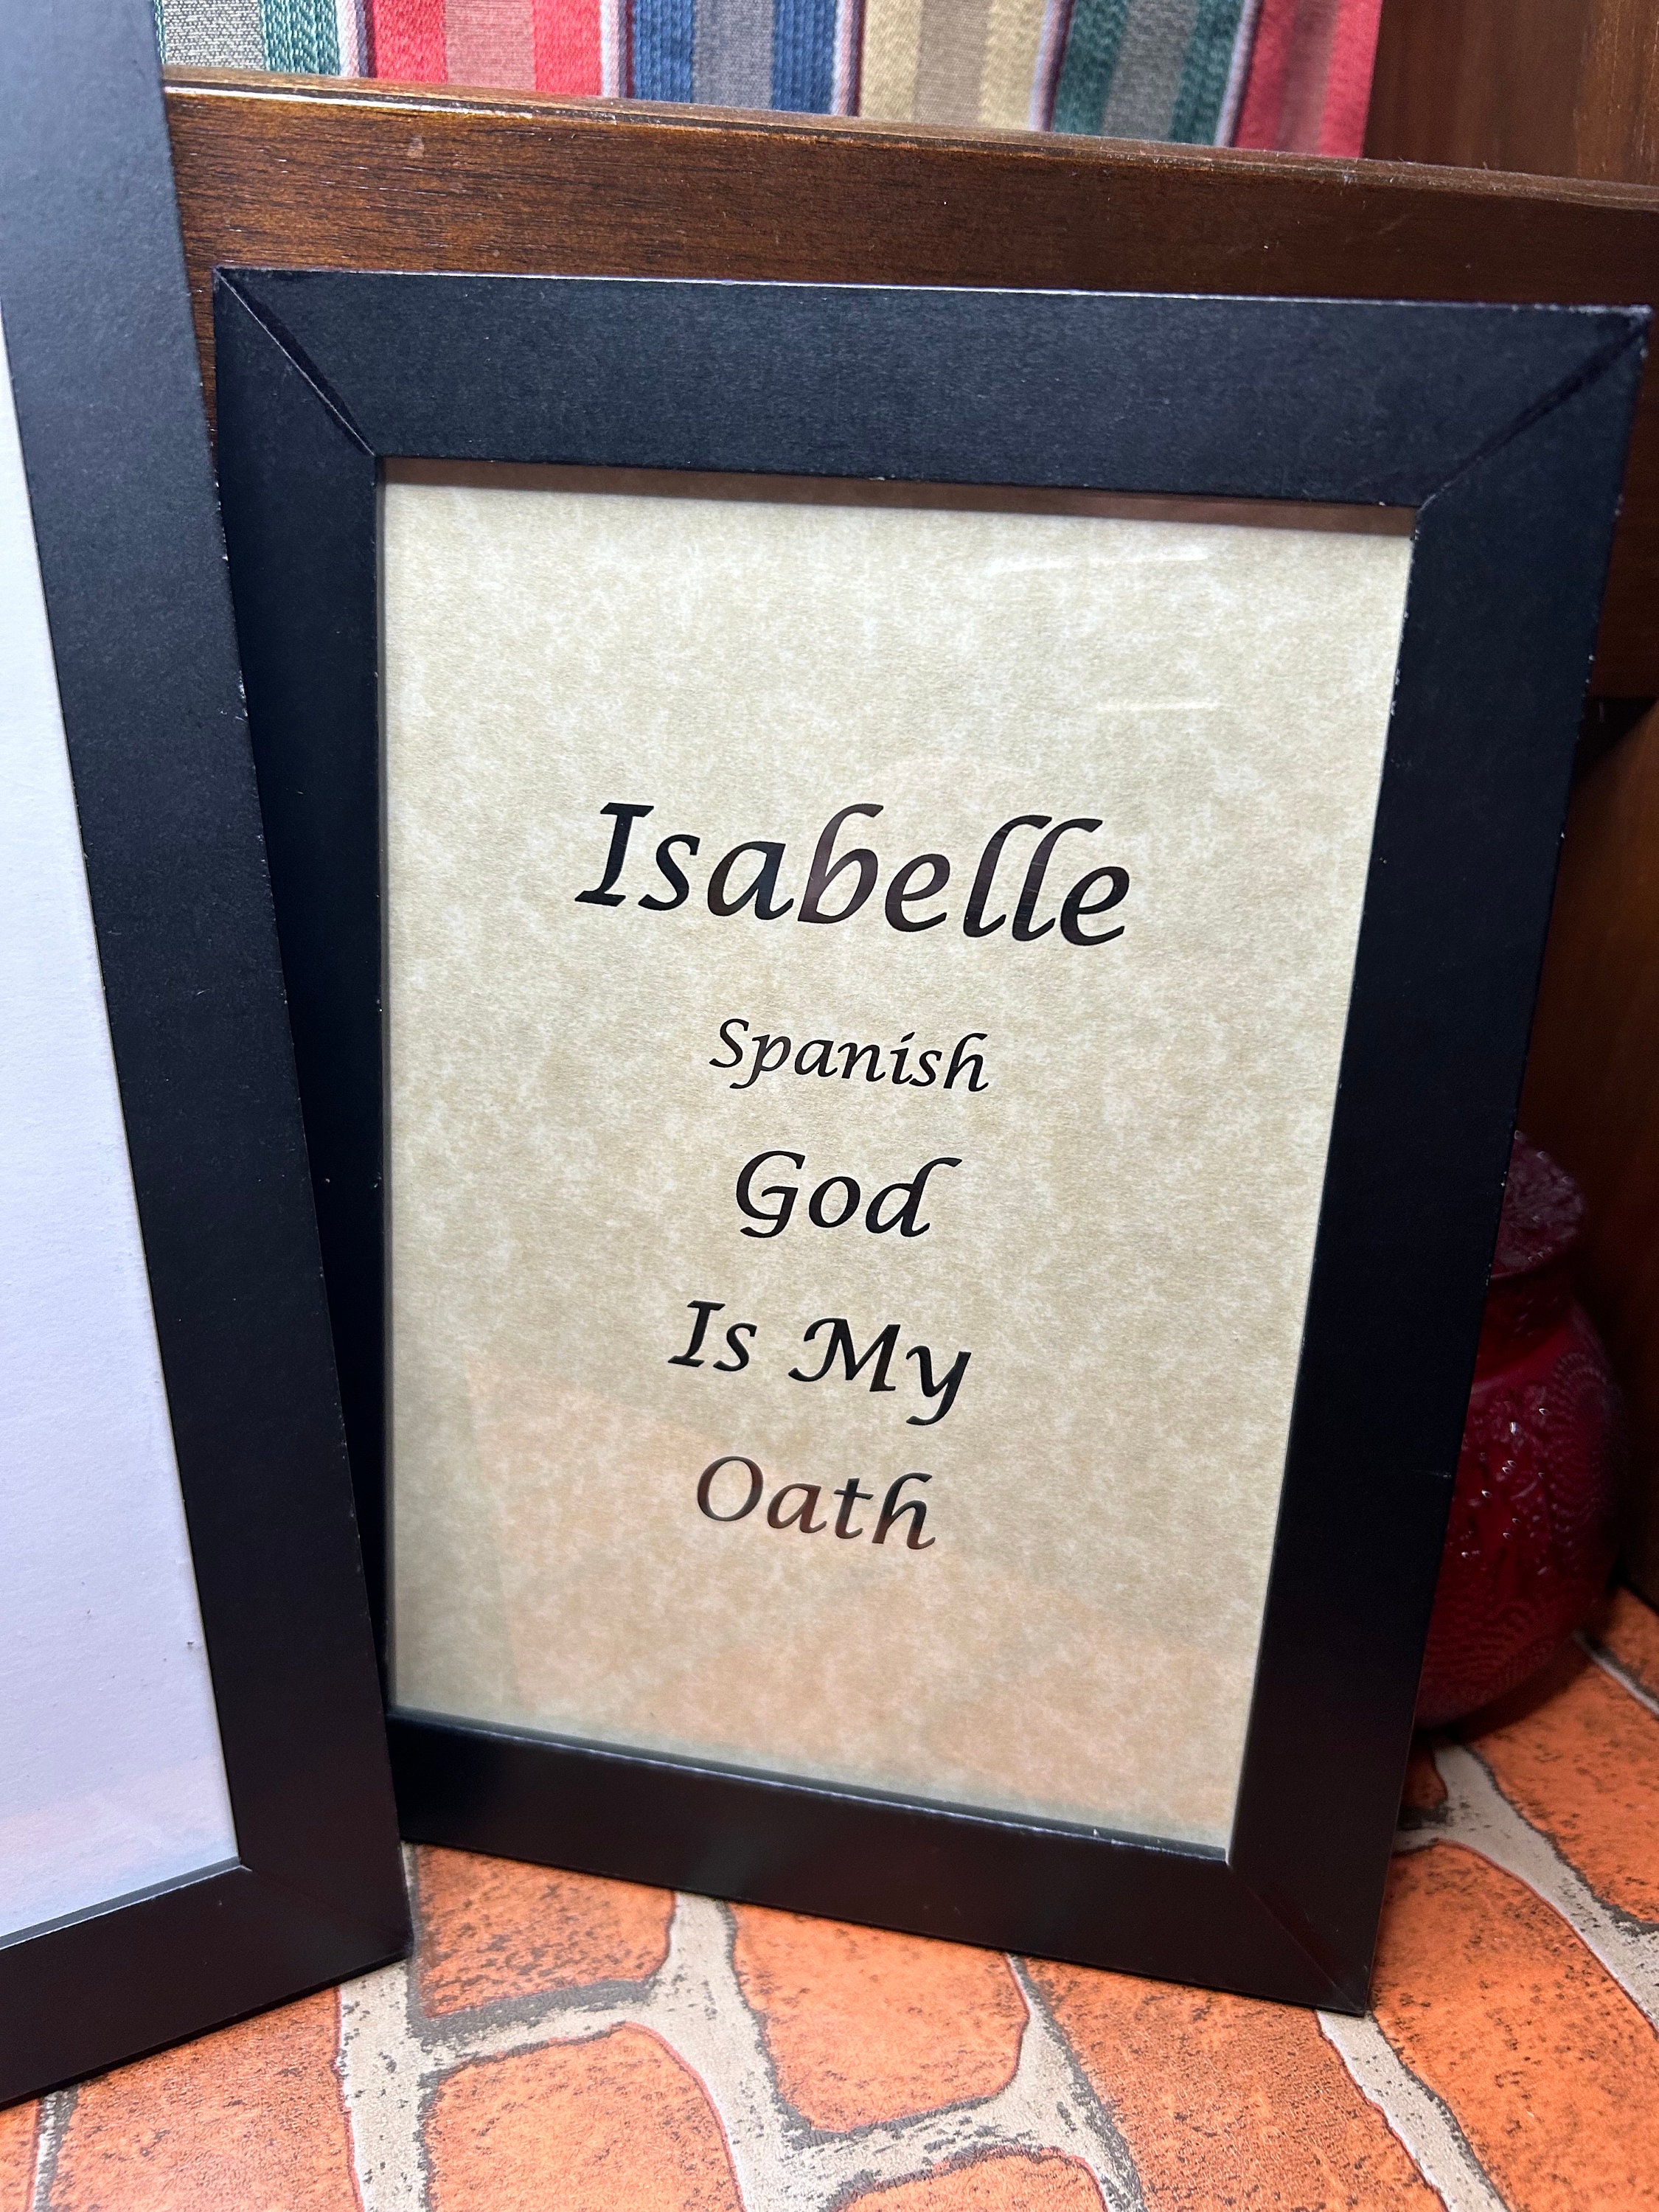 Isabelle
Spanish
God
Is My
Oath